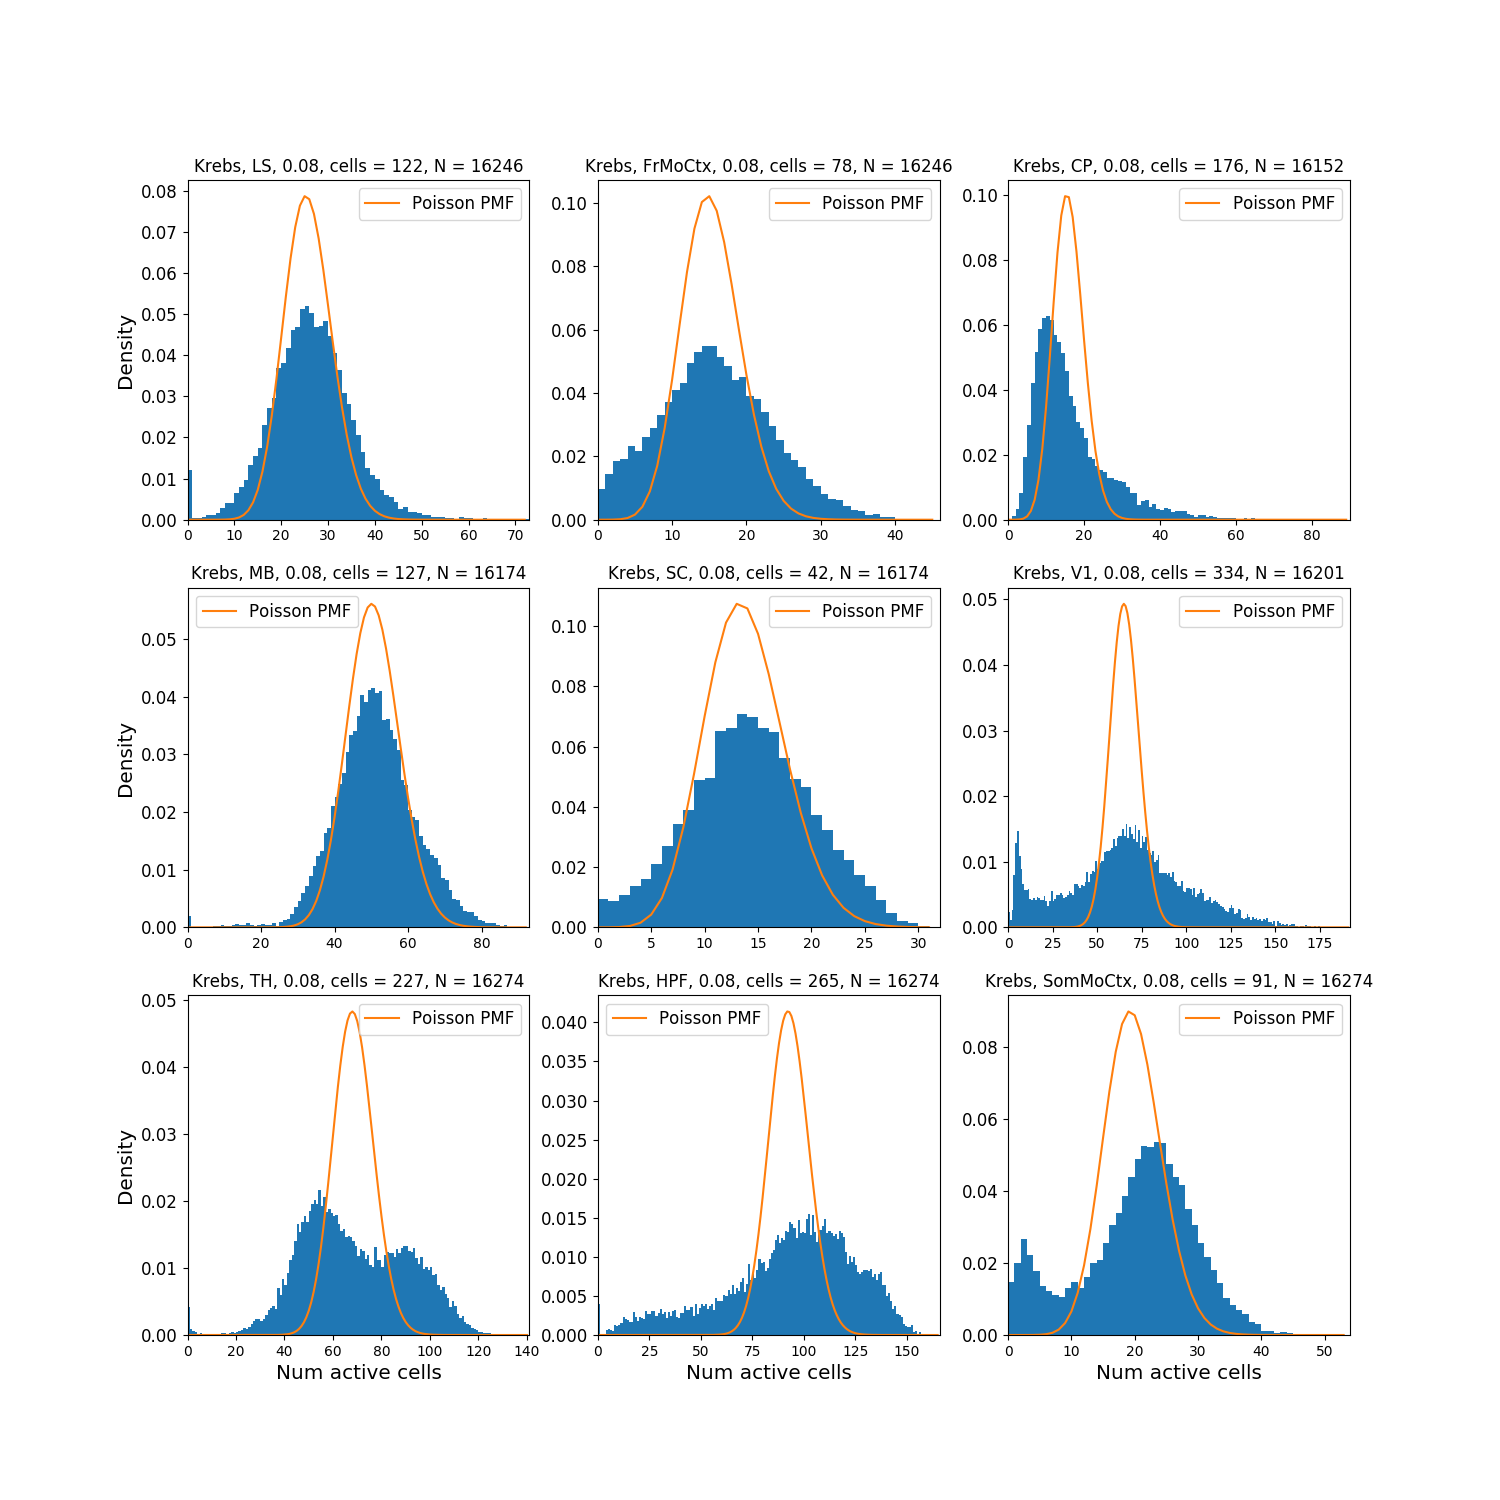 Krebs, LS, 0.08, cells = 122, N = 16246
Krebs, FrMoCtx, 0.08, cells = 78, N = 16246
Krebs, CP, 0.08, cells = 176, N = 16152
Poisson PMF
Poisson PMF
Poisson PMF
Density
0.00 0.01 0.02 0.03 0.04 0.05 0.06 0.07 0.08
0 10 20 30 40 50 60 70
0.00 0.02 0.04 0.06 0.08 0.10
0 10 20 30 40
0.00 0.02 0.04 0.06 0.08 0.10
0 20 40 60 80
Krebs, MB, 0.08, cells = 127, N = 16174
Krebs, SC, 0.08, cells = 42, N = 16174
Krebs, V1, 0.08, cells = 334, N = 16201
Poisson PMF
Poisson PMF
Poisson PMF
Density
0.00 0.01 0.02 0.03 0.04 0.05
0 20 40 60 80
0.00 0.02 0.04 0.06 0.08 0.10
0 5 10 15 20 25 30
0.00 0.01 0.02 0.03 0.04 0.05
0 25 50 75 100 125 150 175
Krebs, TH, 0.08, cells = 227, N = 16274
Krebs, HPF, 0.08, cells = 265, N = 16274
Krebs, SomMoCtx, 0.08, cells = 91, N = 16274
Poisson PMF
Poisson PMF
Poisson PMF
Density
0.00 0.01 0.02 0.03 0.04 0.05
0 20 40 60 80 100 120 140
0.000 0.005 0.010 0.015 0.020 0.025 0.030 0.035 0.040
0 25 50 75 100 125 150
0.00 0.02 0.04 0.06 0.08
0 10 20 30 40 50
Num active cells
Num active cells
Num active cells